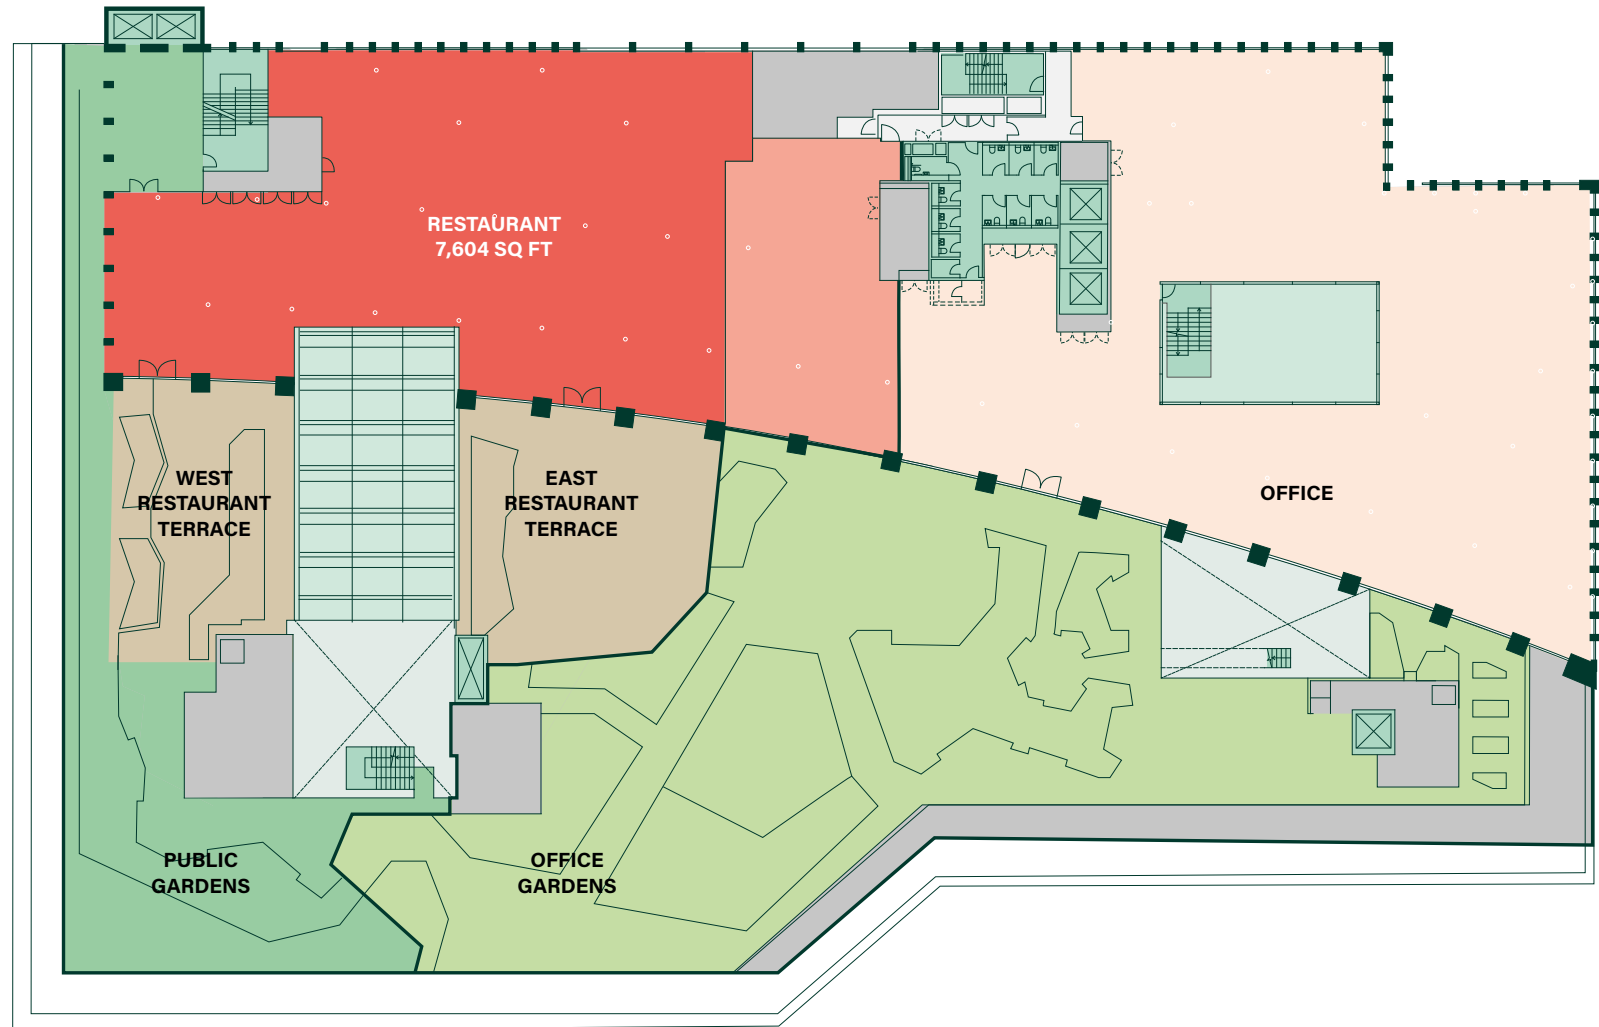 RESTAURANT
7,604 SQ FT
WEST
RESTAURANT
TERRACE
EAST
RESTAURANT
TERRACE
OFFICE
PUBLIC
GARDENS
OFFICE
GARDENS